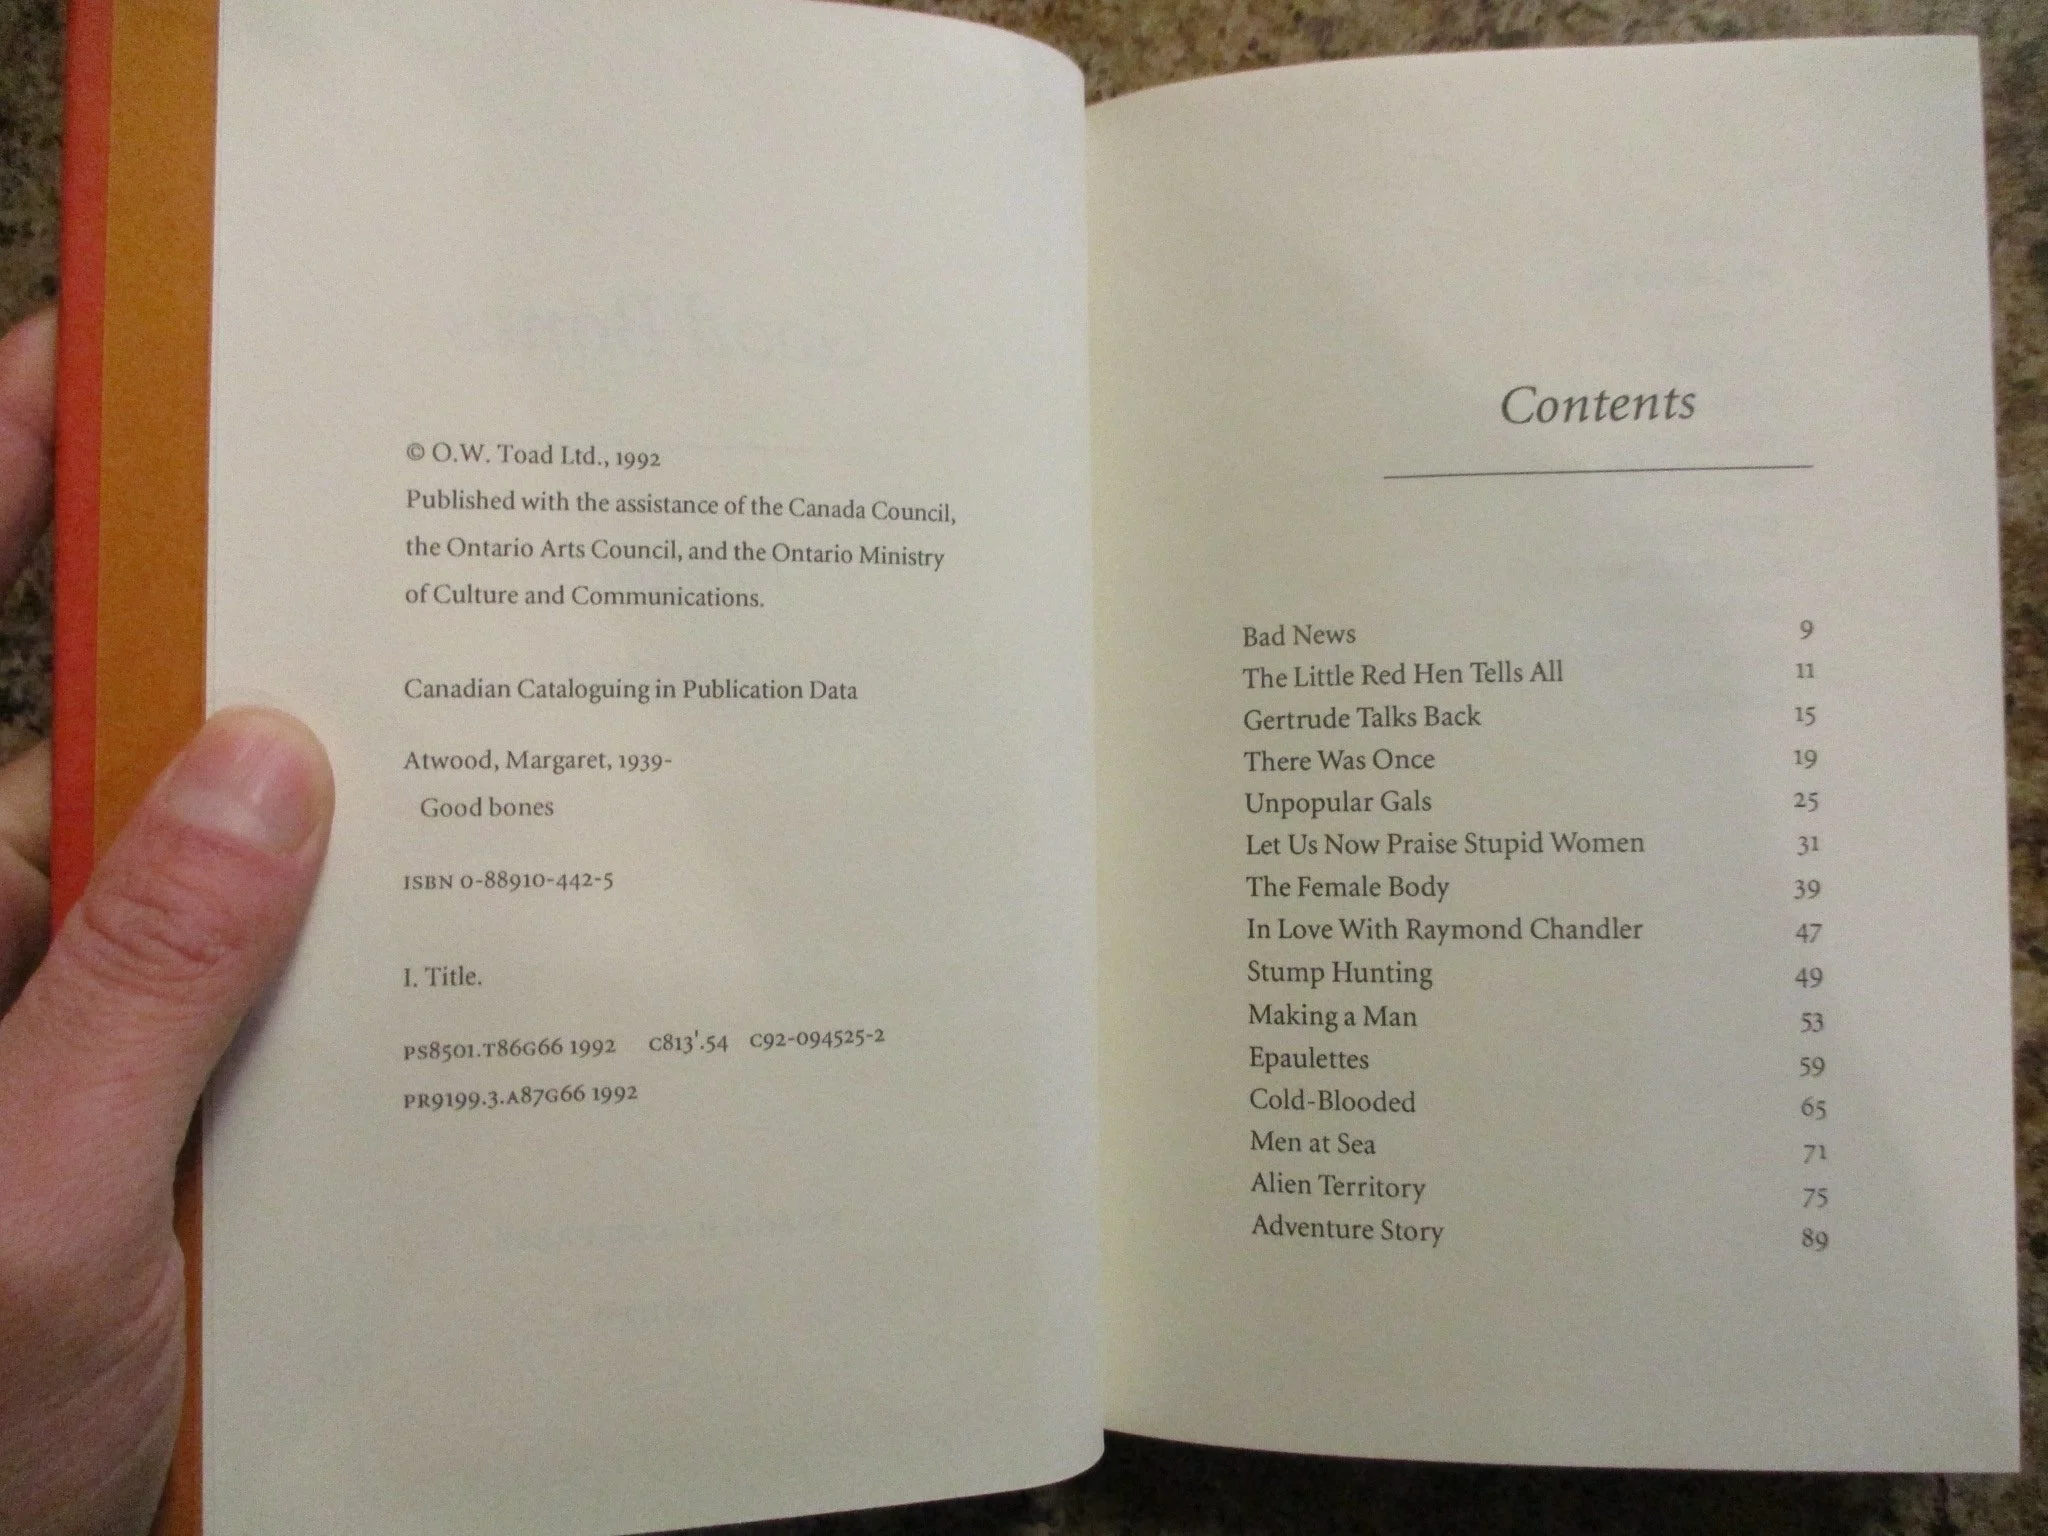 © O.W. Toad Ltd., 1992
Published with the assistance of the Canada Council,
the Ontario Arts Council, and the Ontario Ministry
of Culture and Communications.
Canadian Cataloguing in Publication Data
Atwood, Margaret, 1939-
Good bones
ISBN 0-88910-442-5
I. Title.
PS8501.T86G66 1992 C813'.54 C92-094525-2
PR9199.3.A87G66 1992
Contents
Bad News 9
The Little Red Hen Tells All 11
Gertrude Talks Back 15
There Was Once 19
Unpopular Gals 25
Let Us Now Praise Stupid Women 31
The Female Body 39
In Love With Raymond Chandler 47
Stump Hunting 49
Making a Man 53
Epaulettes 59
Cold-Blooded 65
Men at Sea 71
Alien Territory 75
Adventure Story 89